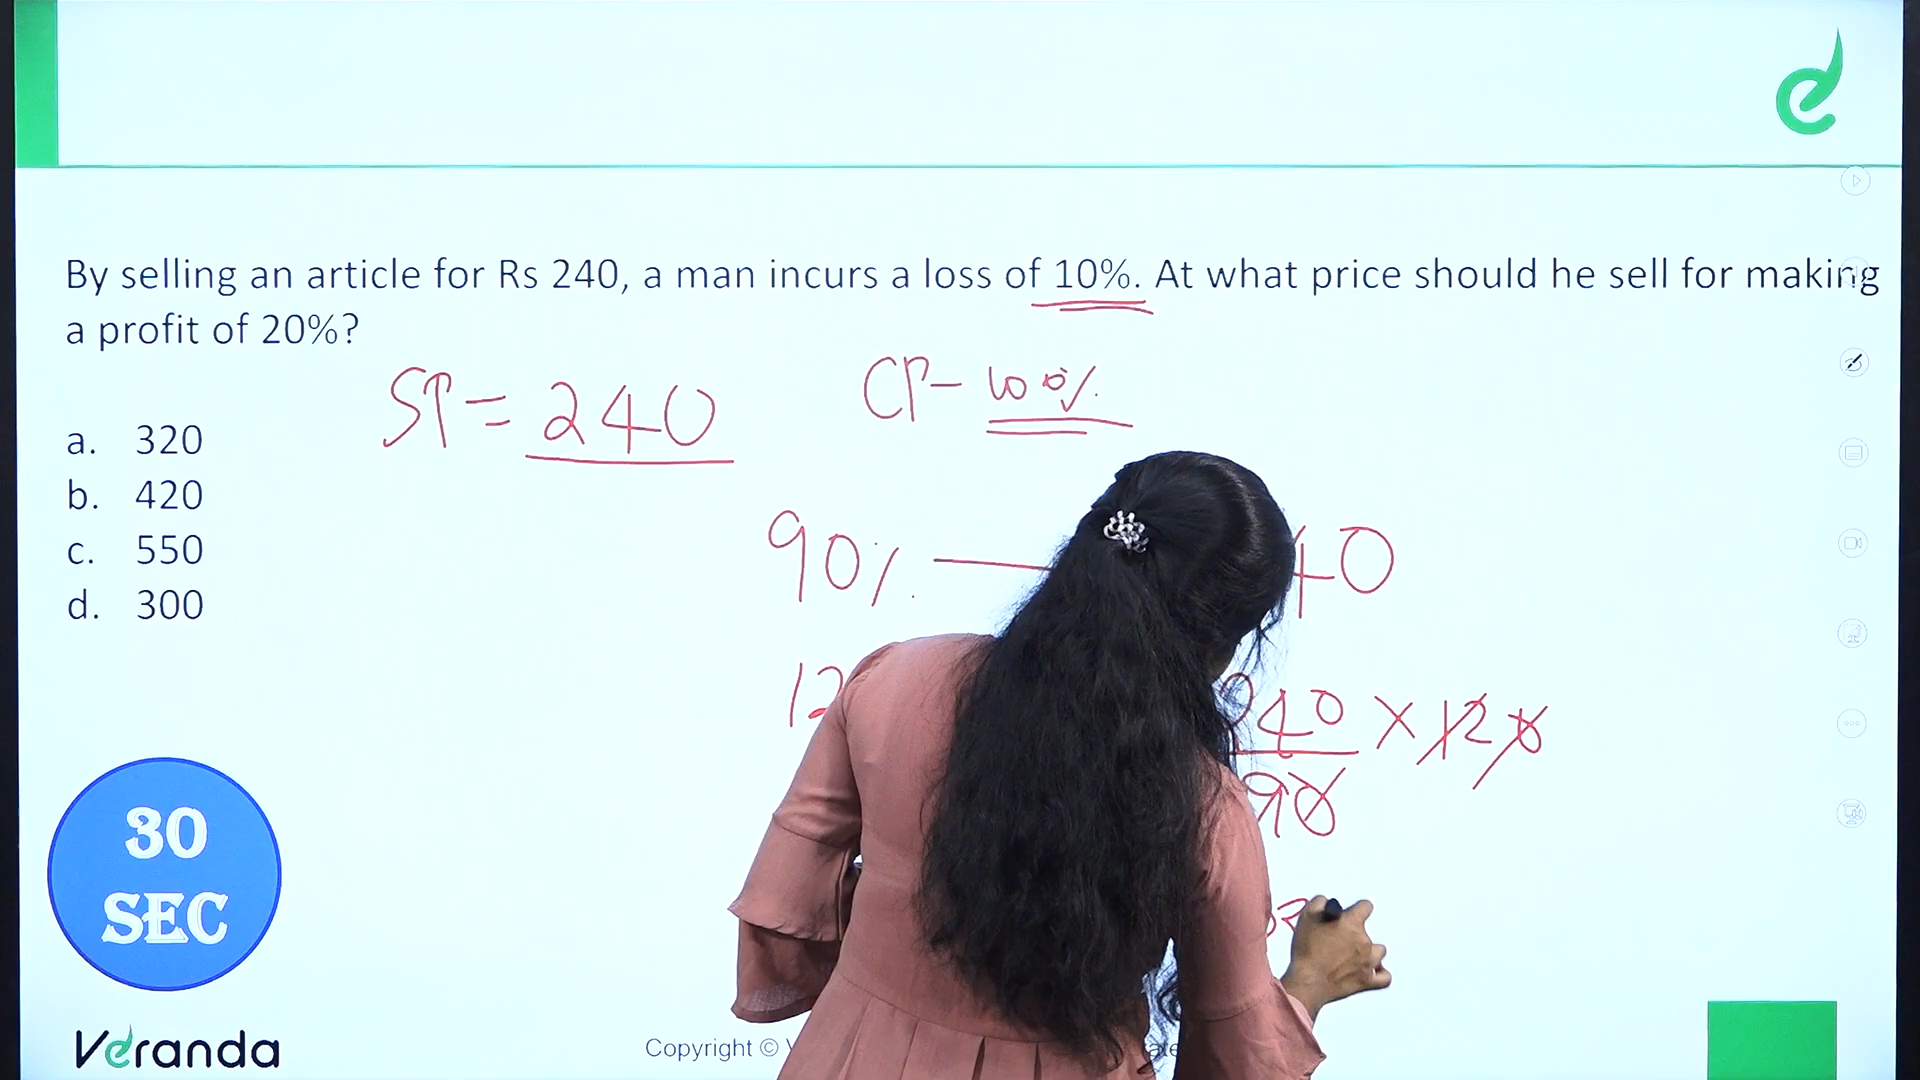 By selling an article for Rs 240, a man incurs a loss of 10%. At what price should he sell for making
a profit of 20%?
SP = 240
CP - 100%
a. 320
b. 420
c. 550
d. 300
90% — 40
12
240 × 120
90
30
SEC
Veranda
Copyright ©